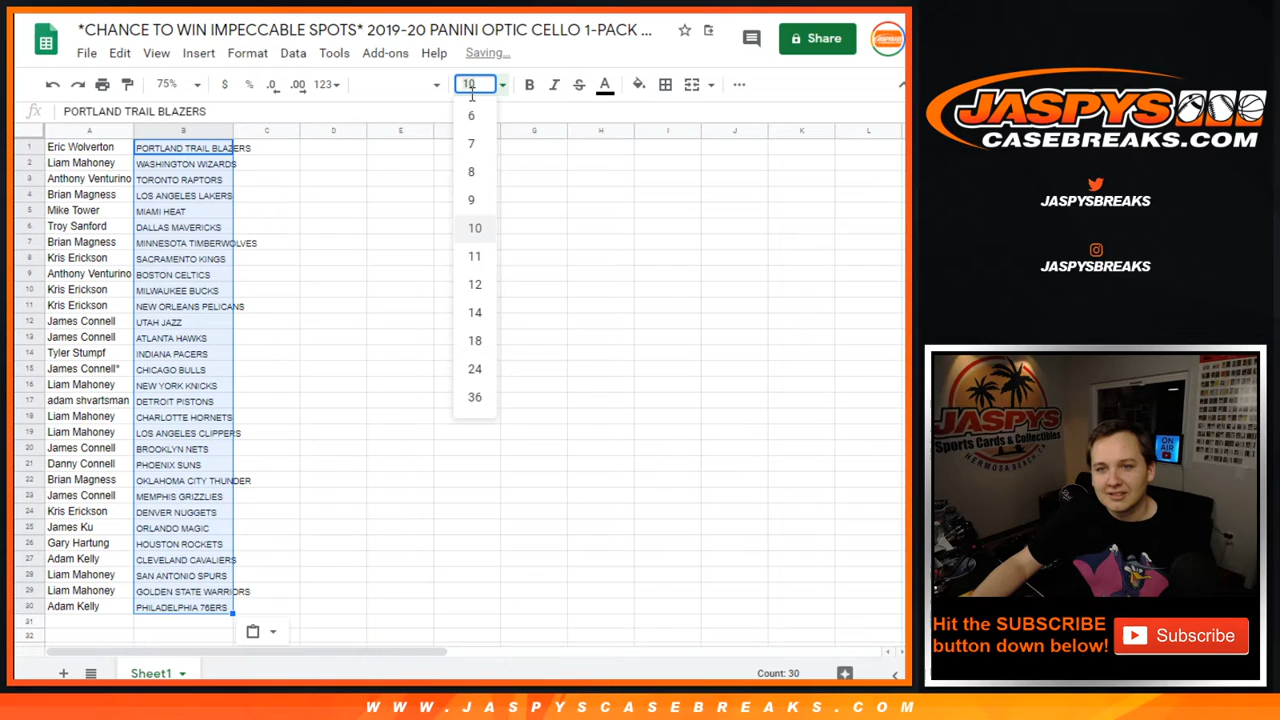 *CHANCE TO WIN IMPECCABLE SPOTS* 2019-20 PANINI OPTIC CELLO 1-PACK ...
File Edit View Insert Format Data Tools Add-ons Help Saving...
Share
75% $ % .0 .00 123 10 B I S A
fx PORTLAND TRAIL BLAZERS
A B C D E G H I J K L
1 Eric Wolverton PORTLAND TRAIL BLAZERS
2 Liam Mahoney WASHINGTON WIZARDS
3 Anthony Venturino TORONTO RAPTORS
4 Brian Magness LOS ANGELES LAKERS
5 Mike Tower MIAMI HEAT
6 Troy Sanford DALLAS MAVERICKS
7 Brian Magness MINNESOTA TIMBERWOLVES
8 Kris Erickson SACRAMENTO KINGS
9 Anthony Venturino BOSTON CELTICS
10 Kris Erickson MILWAUKEE BUCKS
11 Kris Erickson NEW ORLEANS PELICANS
12 James Connell UTAH JAZZ
13 James Connell ATLANTA HAWKS
14 Tyler Stumpf INDIANA PACERS
15 James Connell* CHICAGO BULLS
16 Liam Mahoney NEW YORK KNICKS
17 adam shvartsman DETROIT PISTONS
18 Liam Mahoney CHARLOTTE HORNETS
19 Liam Mahoney LOS ANGELES CLIPPERS
20 James Connell BROOKLYN NETS
21 Danny Connell PHOENIX SUNS
22 Brian Magness OKLAHOMA CITY THUNDER
23 James Connell MEMPHIS GRIZZLIES
24 Kris Erickson DENVER NUGGETS
25 James Ku ORLANDO MAGIC
26 Gary Hartung HOUSTON ROCKETS
27 Adam Kelly CLEVELAND CAVALIERS
28 Liam Mahoney SAN ANTONIO SPURS
29 Liam Mahoney GOLDEN STATE WARRIORS
30 Adam Kelly PHILADELPHIA 76ERS
31
32
6
7
8
9
10
11
12
14
18
24
36
Sheet1
Count: 30
JASPYS
CASEBREAKS.COM
JASPYSBREAKS
JASPYSBREAKS
JASPYS
Sports Cards & Collectibles
HERMOSA BEACH, CA
ON AIR
Hit the SUBSCRIBE
button down below!
Subscribe
WWW.JASPYSCASEBREAKS.COM